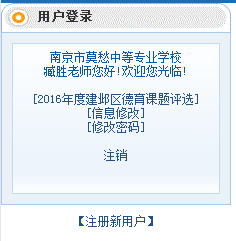 用户登录
南京市莫愁中等专业学校
臧胜老师您好!欢迎您光临!
[2016年度建邺区德育课题评选]
[信息修改]
[修改密码]
注销
【注册新用户】